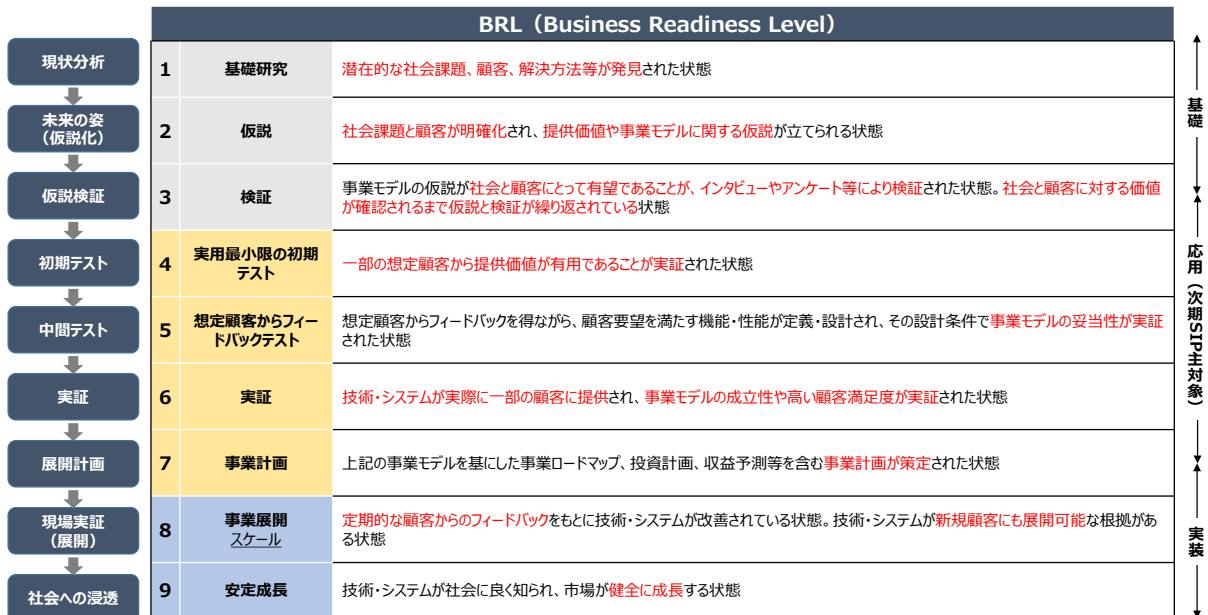 BRL（Business Readiness Level）
現状分析
1
基礎研究
潜在的な社会課題、顧客、解決方法等が発見された状態
未来の姿
（仮説化）
2
仮説
社会課題と顧客が明確化され、提供価値や事業モデルに関する仮説が立てられる状態
仮説検証
3
検証
事業モデルの仮説が社会と顧客にとって有望であることが、インタビューやアンケート等により検証された状態。社会と顧客に対する価値
が確認されるまで仮説と検証が繰り返されている状態
初期テスト
4
実用最小限の初期
テスト
一部の想定顧客から提供価値が有用であることが実証された状態
中間テスト
5
想定顧客からフィー
ドバックテスト
想定顧客からフィードバックを得ながら、顧客要望を満たす機能・性能が定義・設計され、その設計条件で事業モデルの妥当性が実証
された状態
実証
6
実証
技術・システムが実際に一部の顧客に提供され、事業モデルの成立性や高い顧客満足度が実証された状態
展開計画
7
事業計画
上記の事業モデルを基にした事業ロードマップ、投資計画、収益予測等を含む事業計画が策定された状態
現場実証
（展開）
8
事業展開
スケール
定期的な顧客からのフィードバックをもとに技術・システムが改善されている状態。技術・システムが新規顧客にも展開可能な根拠があ
る状態
社会への浸透
9
安定成長
技術・システムが社会に良く知られ、市場が健全に成長する状態
基礎
応用（次期SIP主対象）
実装